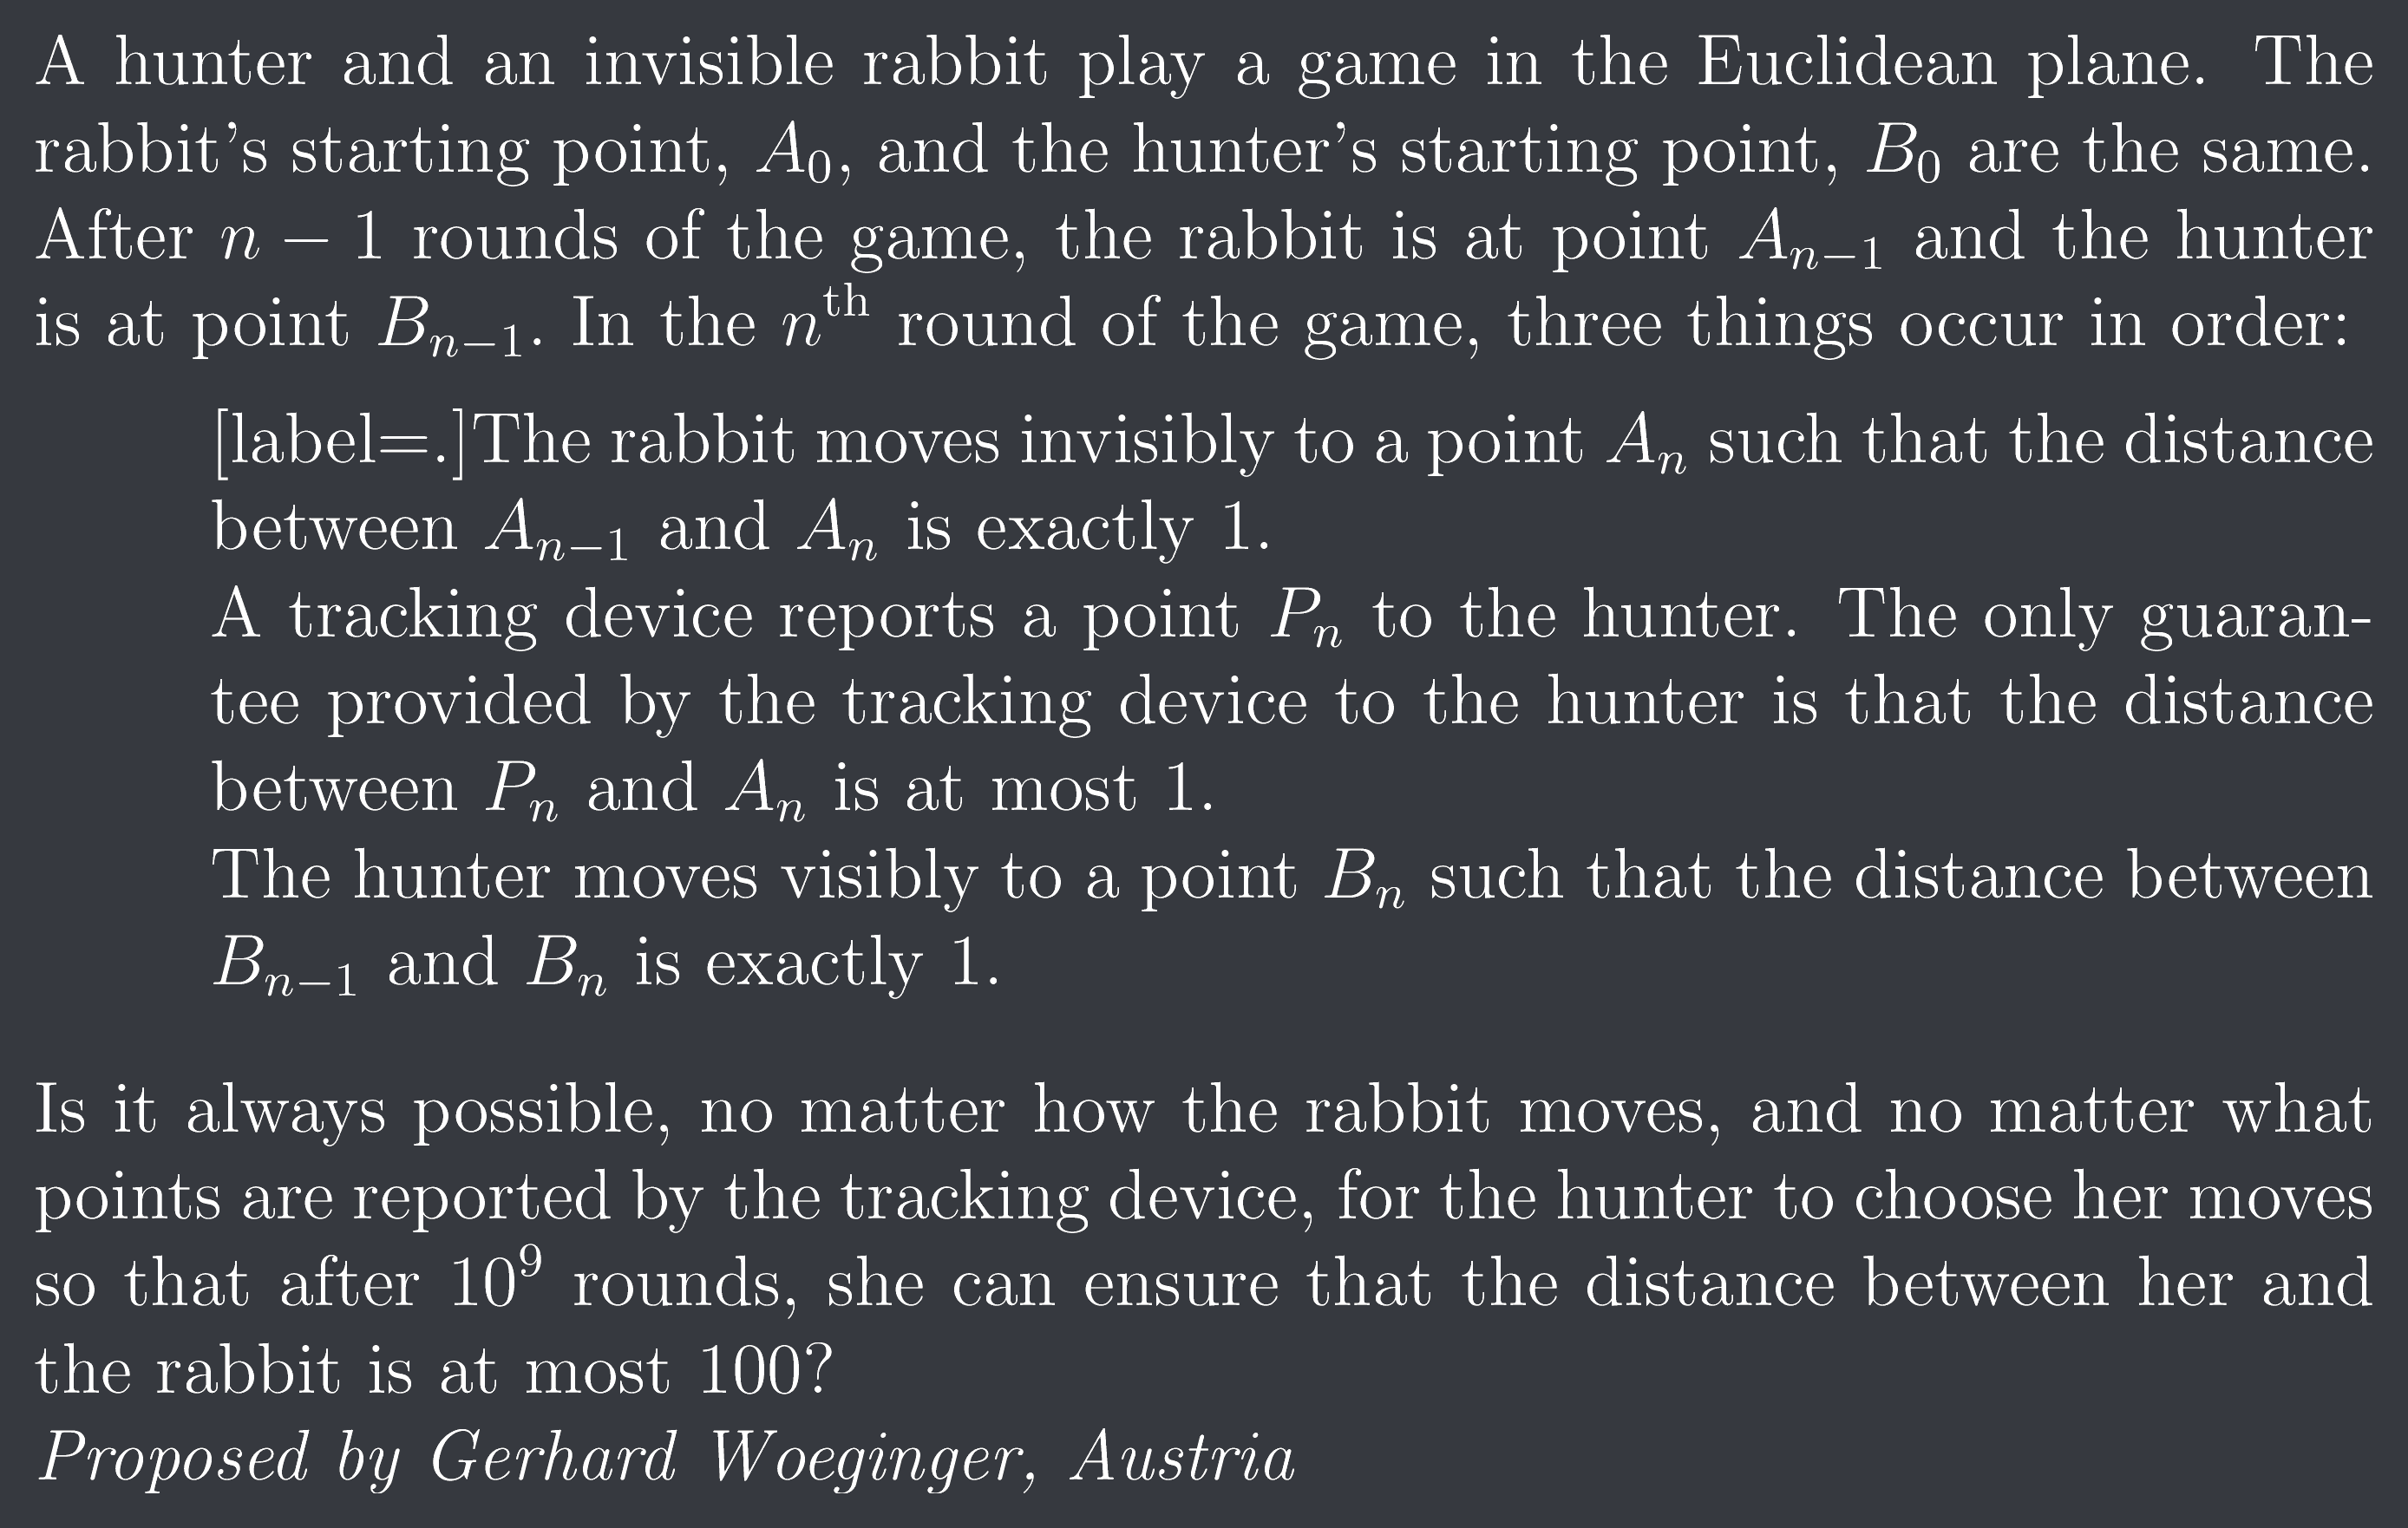 A hunter and an invisible rabbit play a game in the Euclidean plane. The
rabbit's starting point, $A_0$, and the hunter's starting point, $B_0$ are the same.
After $n-1$ rounds of the game, the rabbit is at point $A_{n-1}$ and the hunter
is at point $B_{n-1}$. In the $n^{\text{th}}$ round of the game, three things occur in order:
[label=.]The rabbit moves invisibly to a point $A_n$ such that the distance
between $A_{n-1}$ and $A_n$ is exactly 1.
A tracking device reports a point $P_n$ to the hunter. The only guaran-
tee provided by the tracking device to the hunter is that the distance
between $P_n$ and $A_n$ is at most 1.
The hunter moves visibly to a point $B_n$ such that the distance between
$B_{n-1}$ and $B_n$ is exactly 1.
Is it always possible, no matter how the rabbit moves, and no matter what
points are reported by the tracking device, for the hunter to choose her moves
so that after $10^9$ rounds, she can ensure that the distance between her and
the rabbit is at most 100?
Proposed by Gerhard Woeginger, Austria